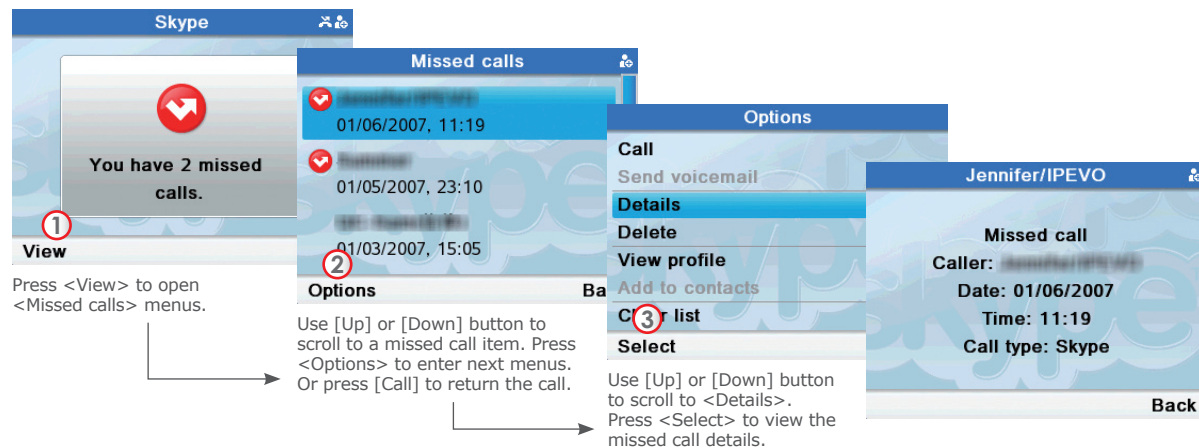 Skype
You have 2 missed
calls.
1
View
Press <View> to open
<Missed calls> menus.
Missed calls
01/06/2007, 11:19
01/05/2007, 23:10
01/03/2007, 15:05
2
Options
Ba
Use [Up] or [Down] button to
scroll to a missed call item. Press
<Options> to enter next menus.
Or press [Call] to return the call.
Options
Call
Send voicemail
Details
Delete
View profile
Add to contacts
list
3
Select
Use [Up] or [Down] button
to scroll to <Details>.
Press <Select> to view the
missed call details.
Jennifer/IPEVO
Missed call
Caller:
Date: 01/06/2007
Time: 11:19
Call type: Skype
Back